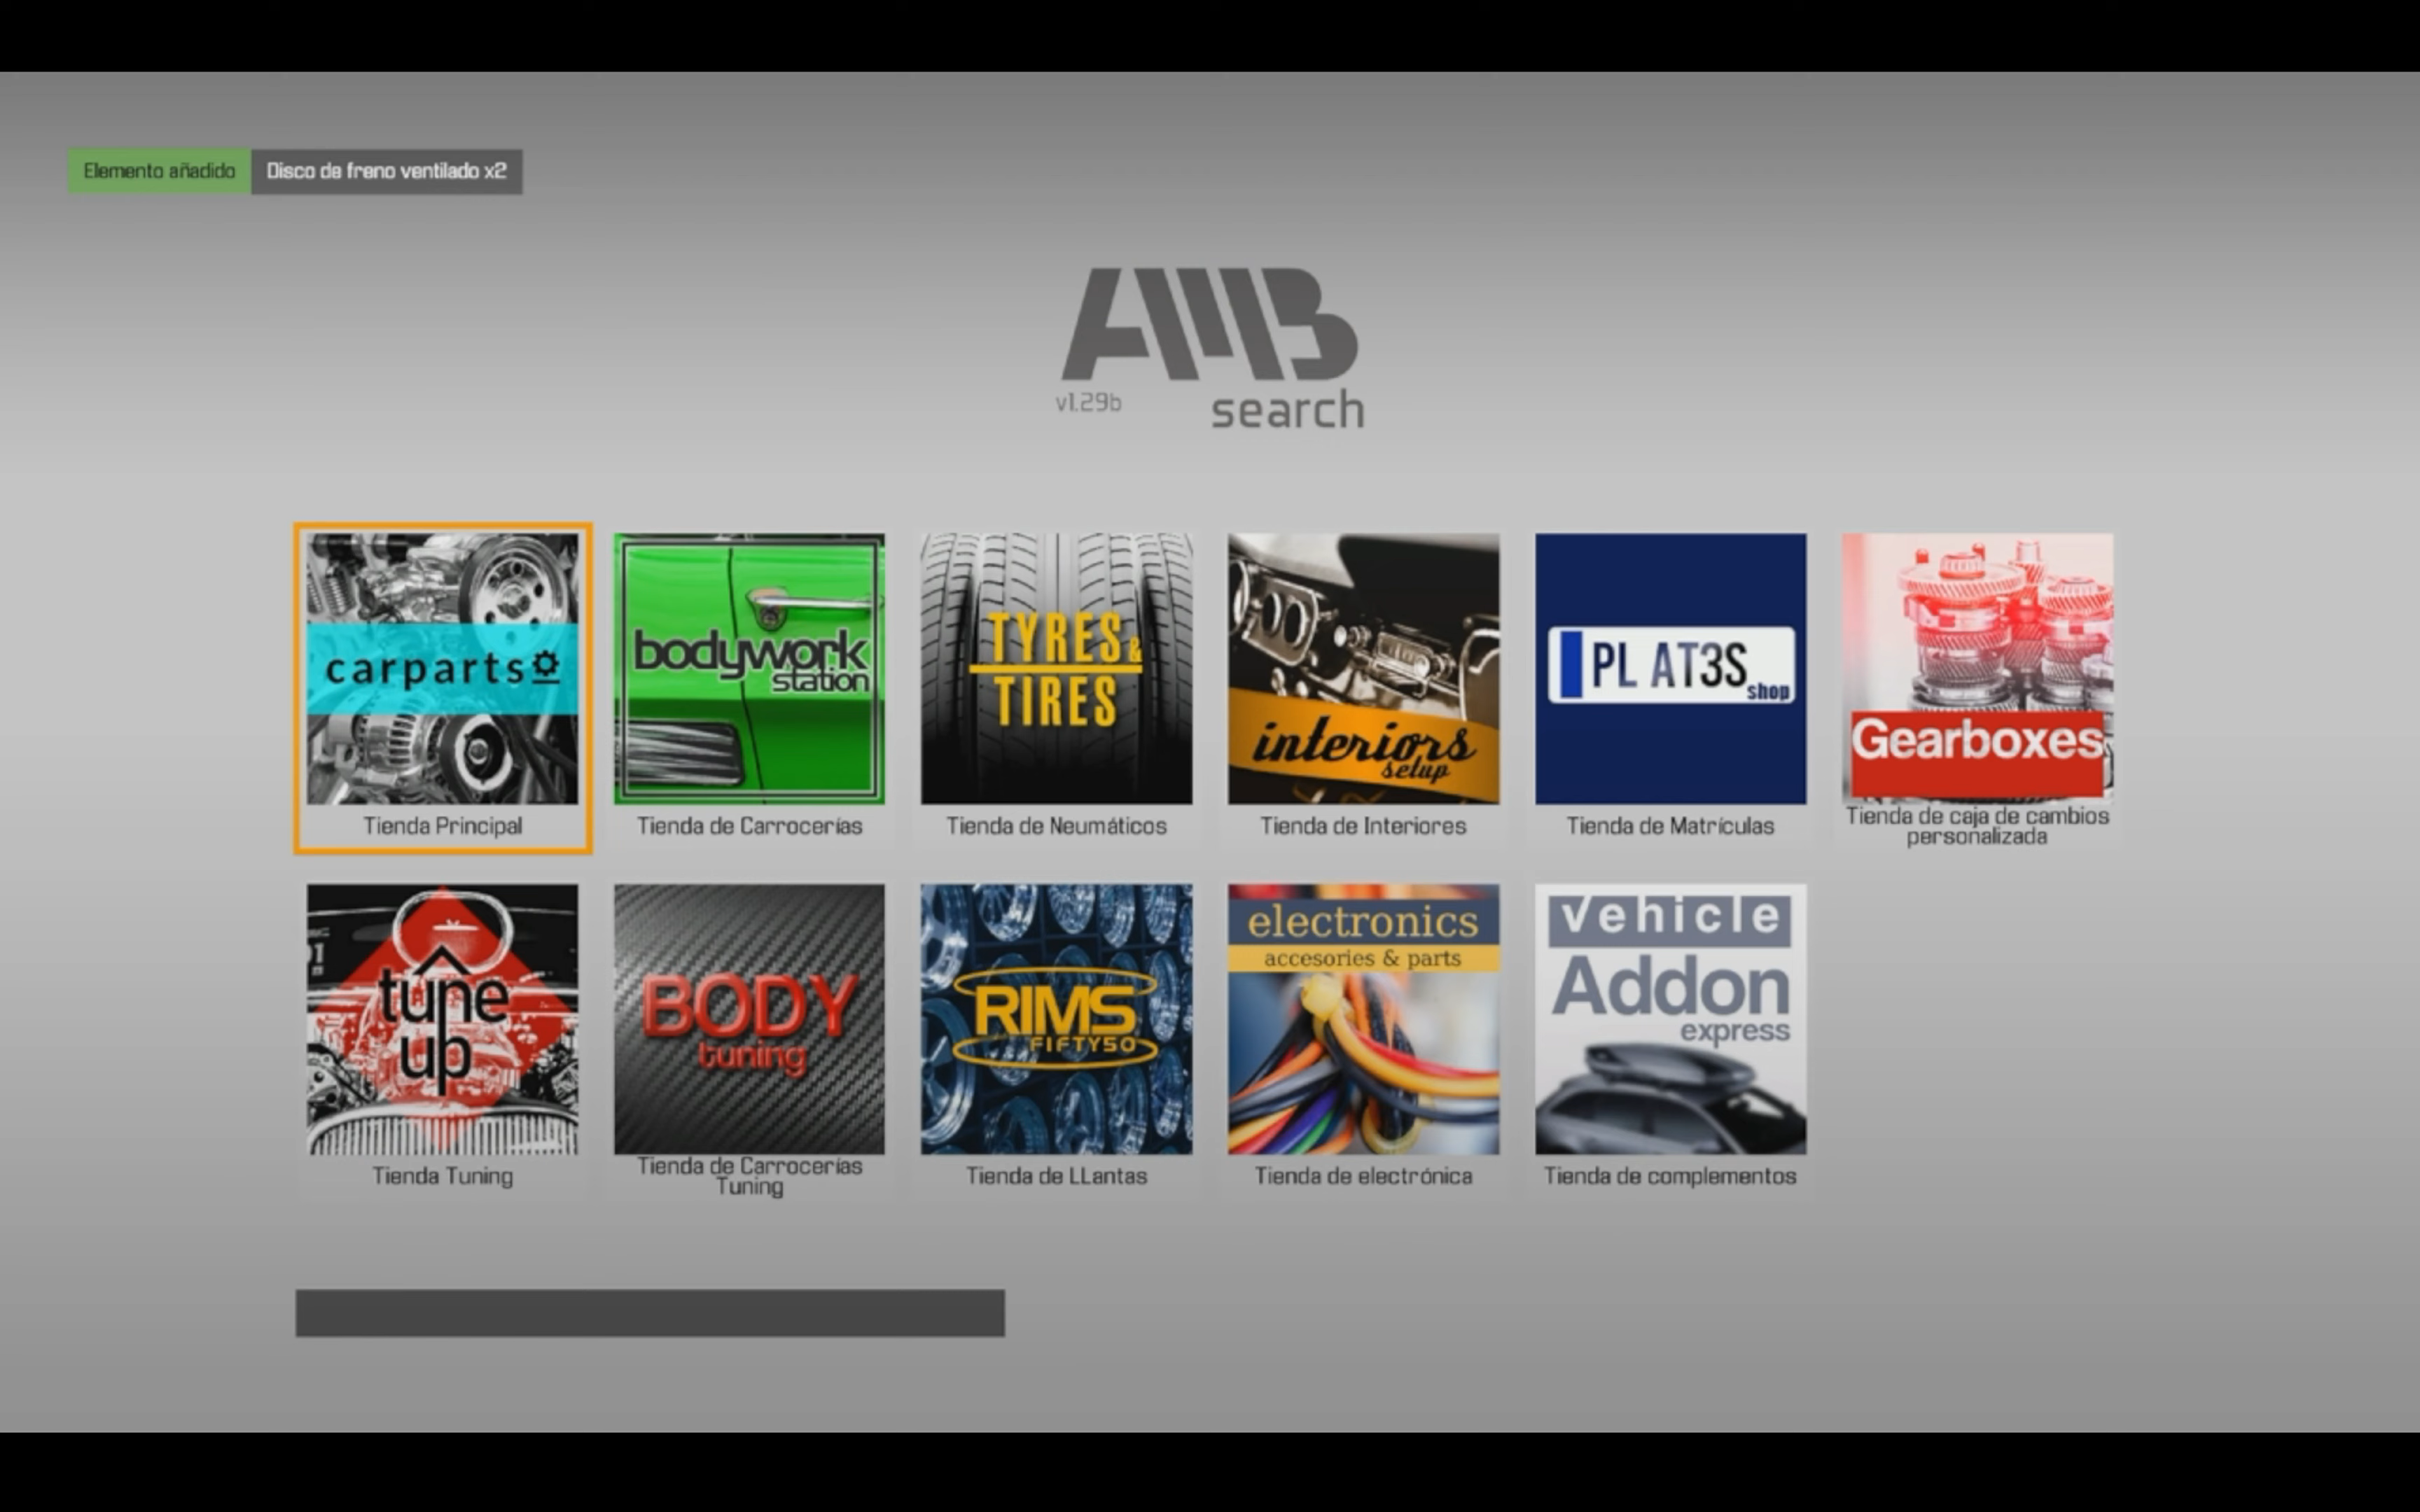 Elemento añadido Disco de freno ventilado x2
AMB
v1.29b search
carparts
bodywork
station
TYRES &
TIRES
interiors
setup
PL AT3S
shop
Gearboxes
Tienda Principal
Tienda de Carrocerías
Tienda de Neumáticos
Tienda de Interiores
Tienda de Matrículas
Tienda de caja de cambios
personalizada
tune
up
BODY
tuning
RIMS
FIFTY50
electronics
accesories & parts
vehicle
Addon
express
Tienda Tuning
Tienda de Carrocerías
Tuning
Tienda de LLantas
Tienda de electrónica
Tienda de complementos